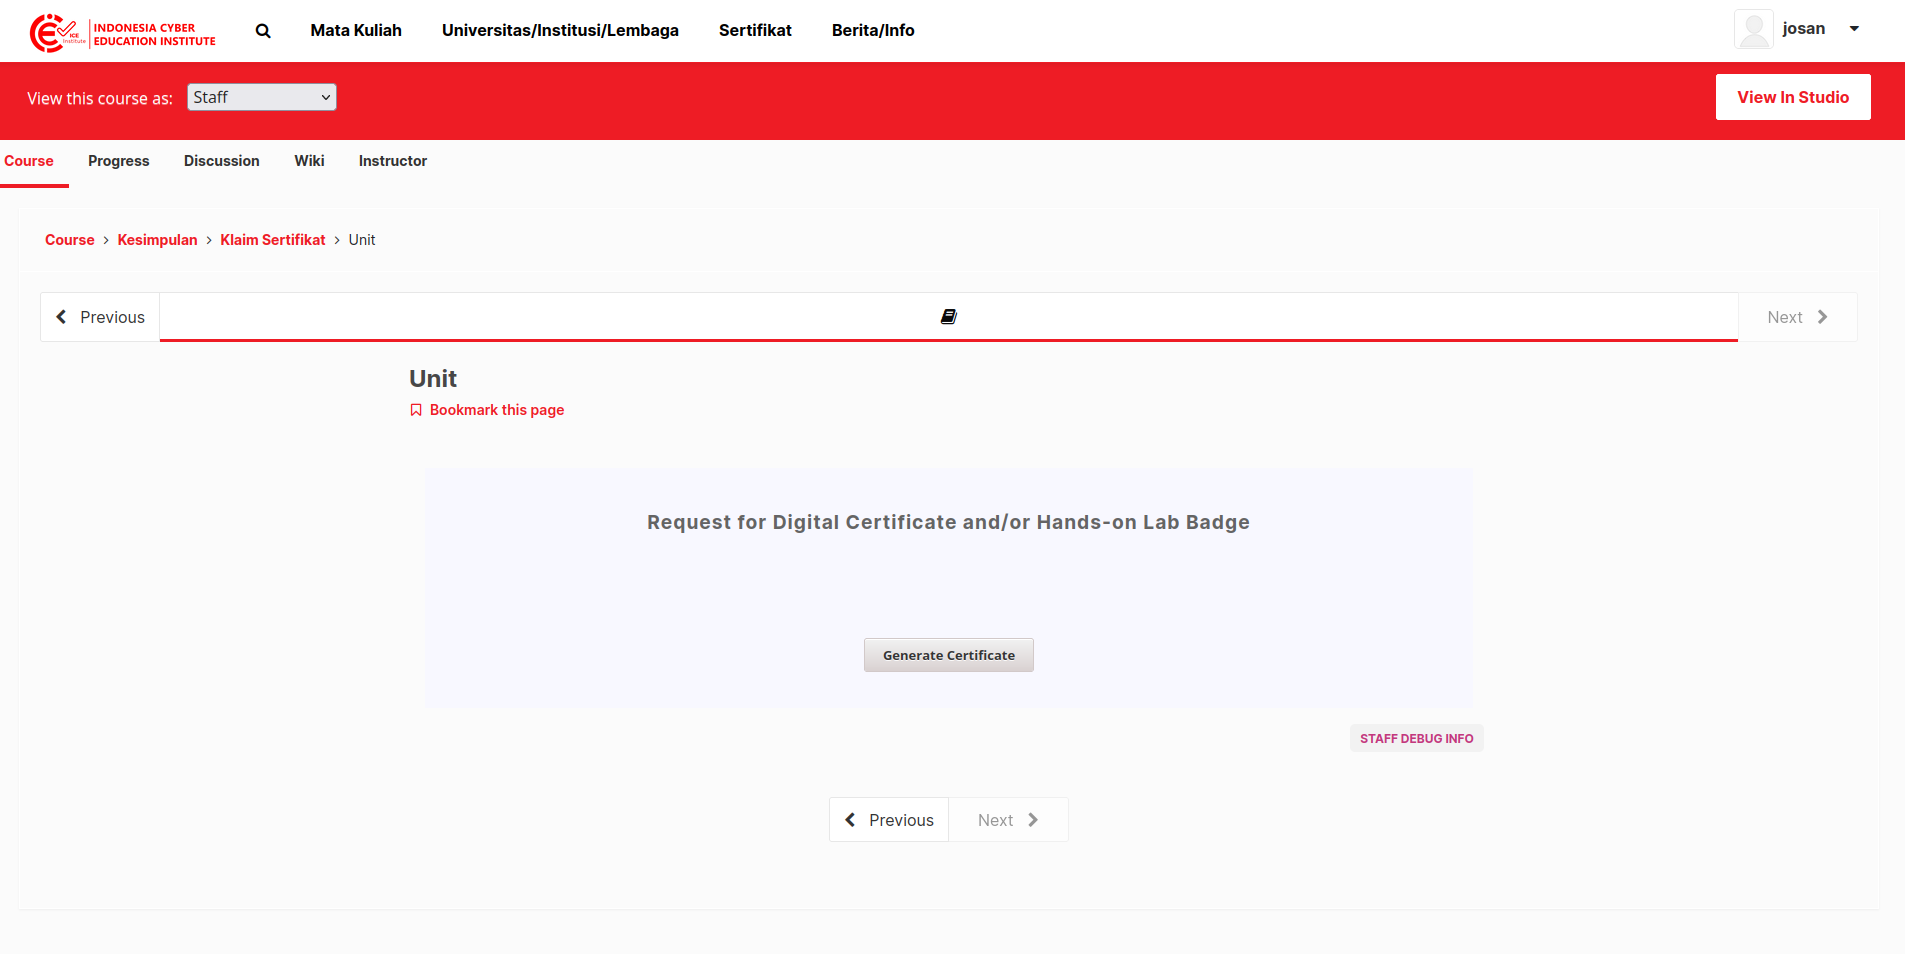 INDONESIA CYBER
EDUCATION INSTITUTE
ICE
Institute
Mata Kuliah
Universitas/Institusi/Lembaga
Sertifikat
Berita/Info
josan
View this course as:
Staff
View In Studio
Course
Progress
Discussion
Wiki
Instructor
Course > Kesimpulan > Klaim Sertifikat > Unit
Previous
Next
Unit
Bookmark this page
Request for Digital Certificate and/or Hands-on Lab Badge
Generate Certificate
STAFF DEBUG INFO
Previous
Next